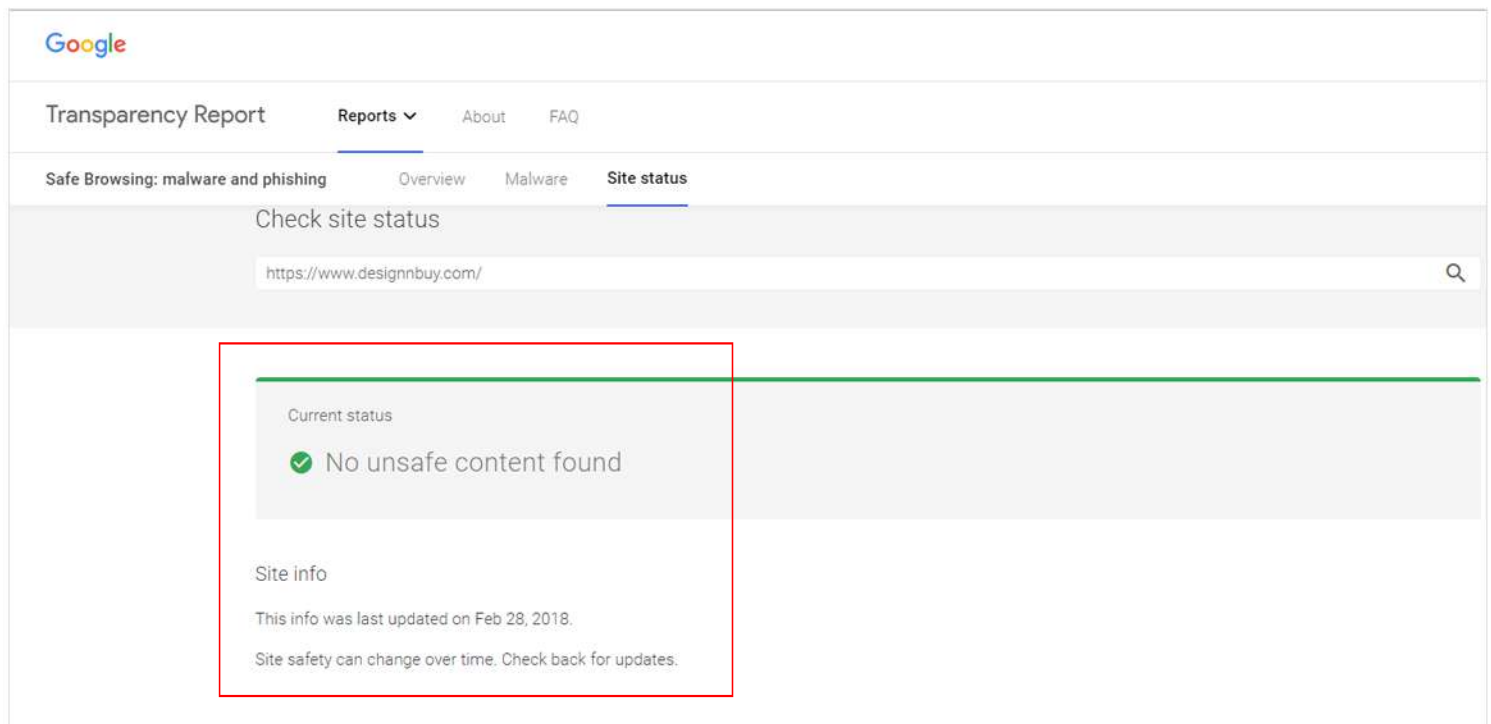 Google
Transparency Report Reports About FAQ
Safe Browsing: malware and phishing Overview Malware Site status
Check site status
https://www.designnbuy.com/
Current status
No unsafe content found
Site info
This info was last updated on Feb 28, 2018.
Site safety can change over time. Check back for updates.